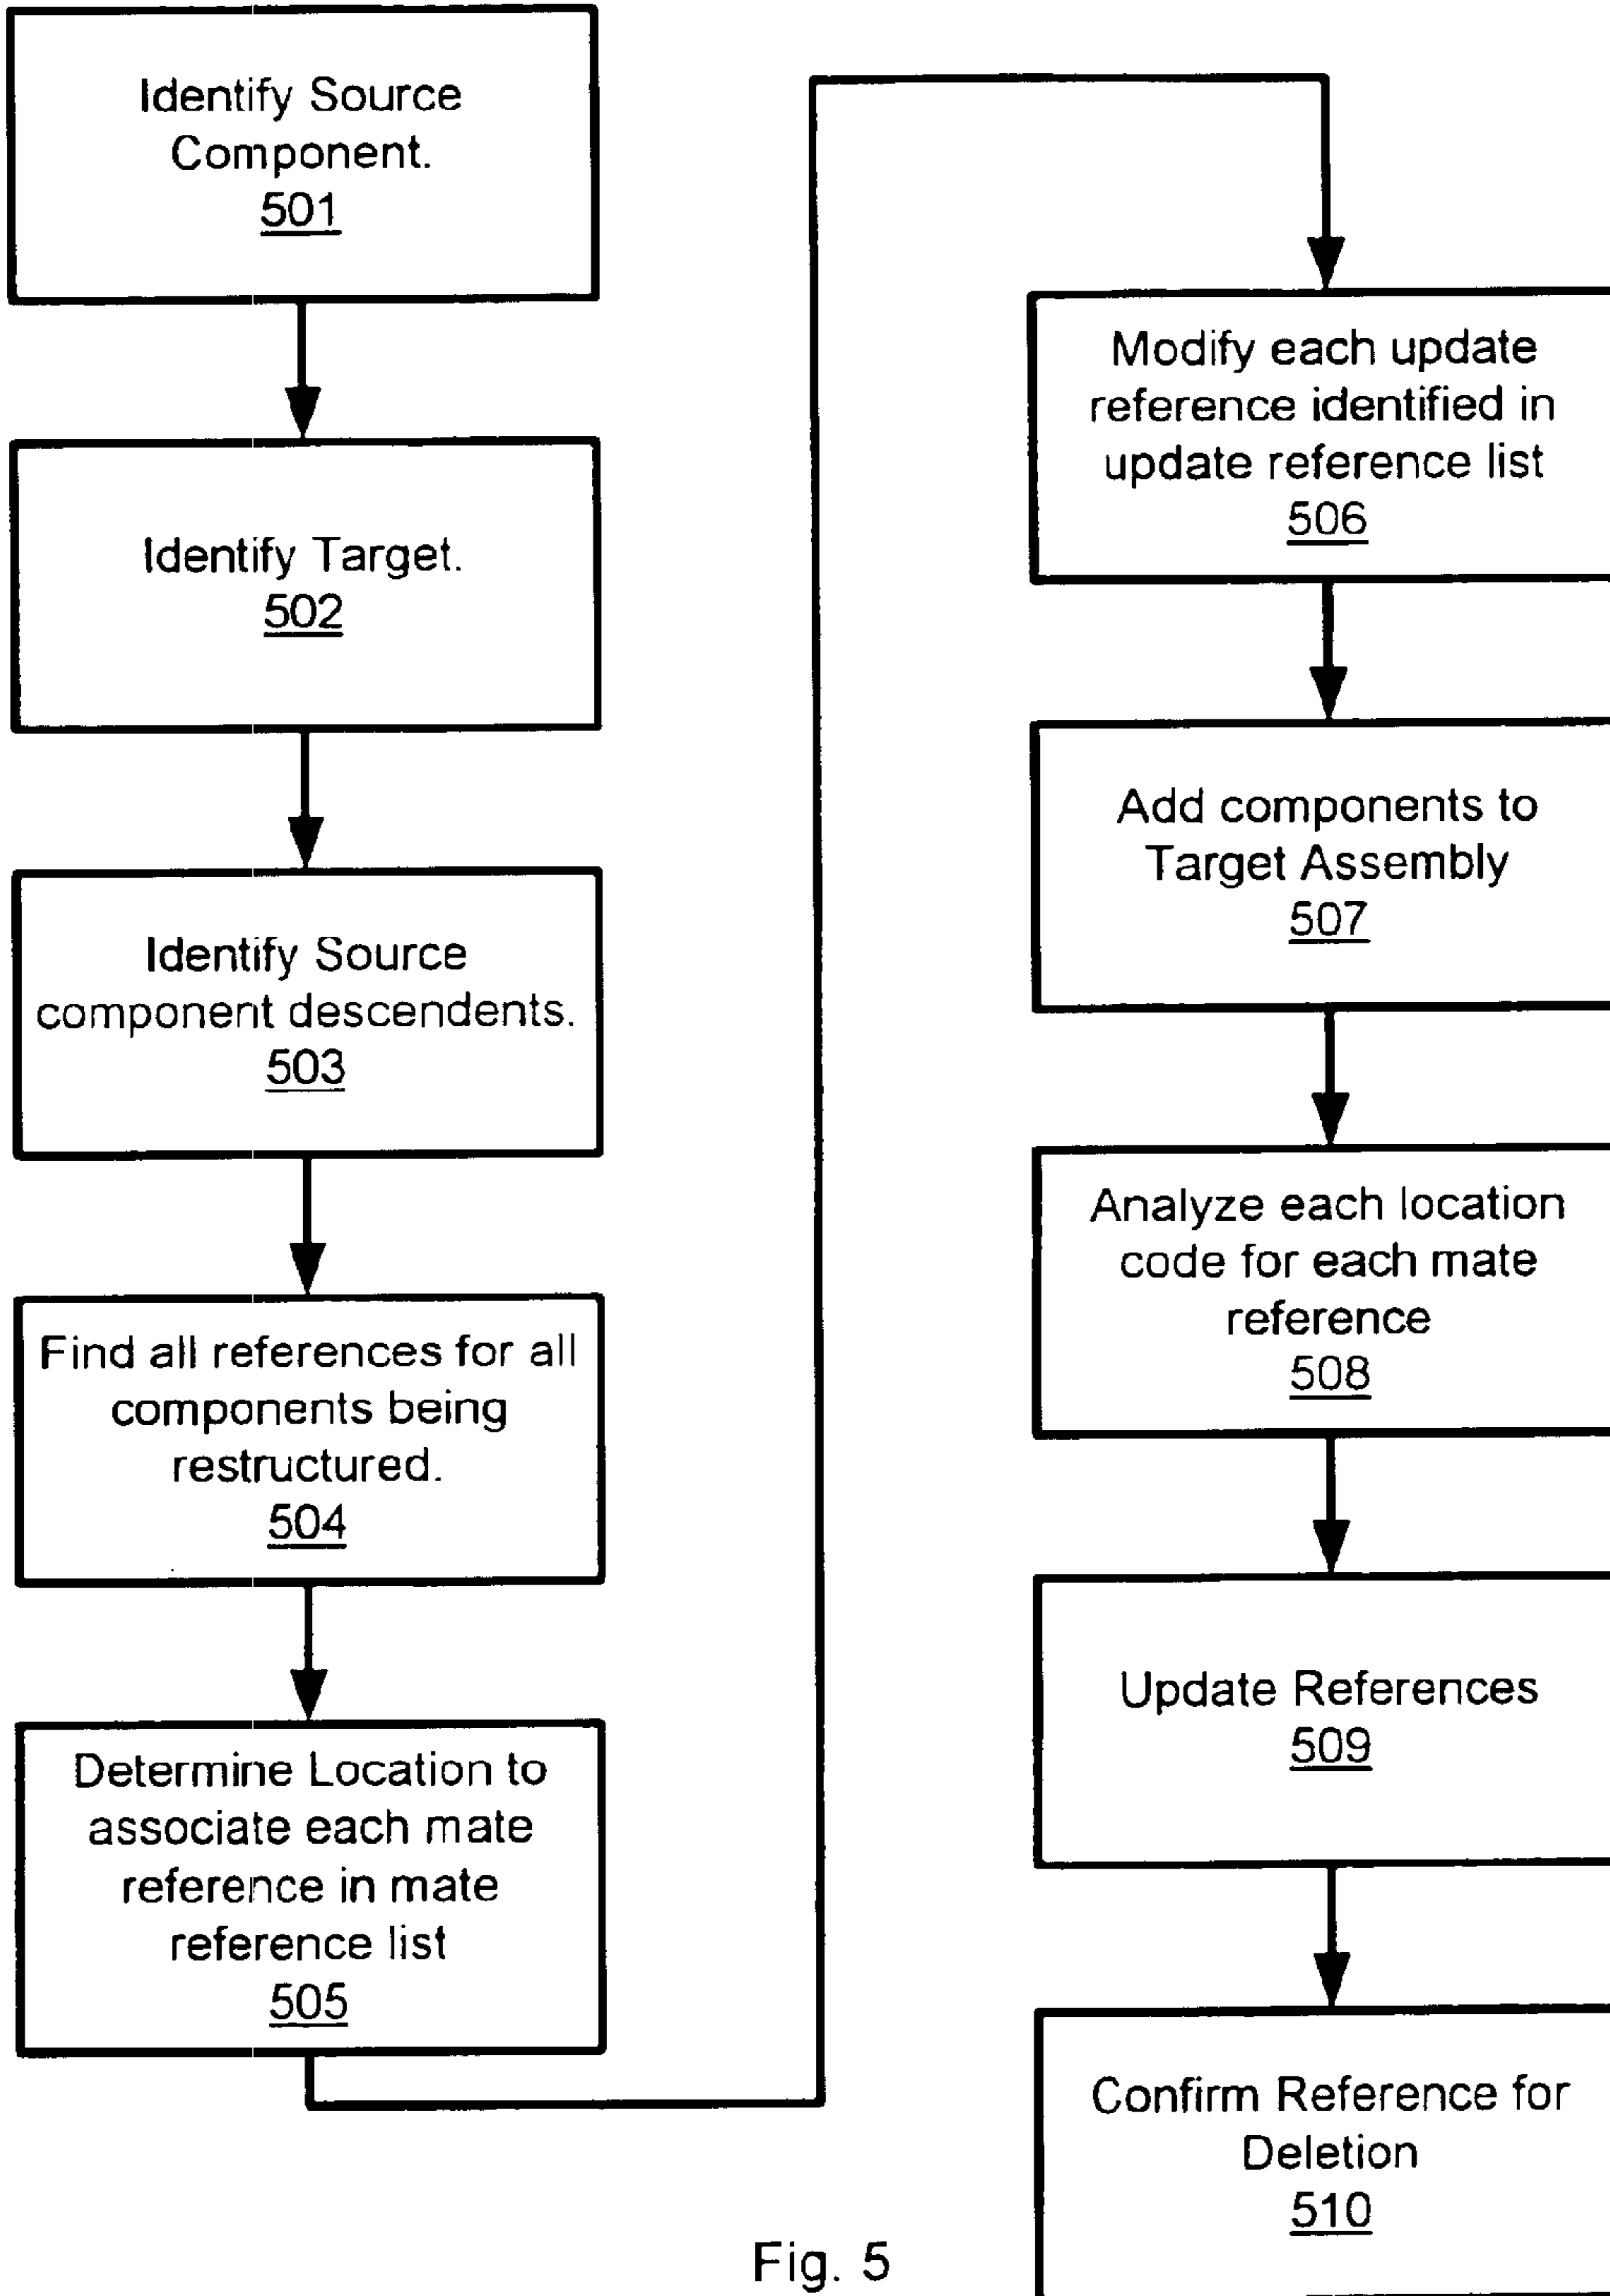 Identify Source
Component.
501
Identify Target.
502
Identify Source
component descendents.
503
Find all references for all
components being
restructured.
504
Determine Location to
associate each mate
reference in mate
reference list
505
Modify each update
reference identified in
update reference list
506
Add components to
Target Assembly
507
Analyze each location
code for each mate
reference
508
Update References
509
Confirm Reference for
Deletion
510
Fig. 5